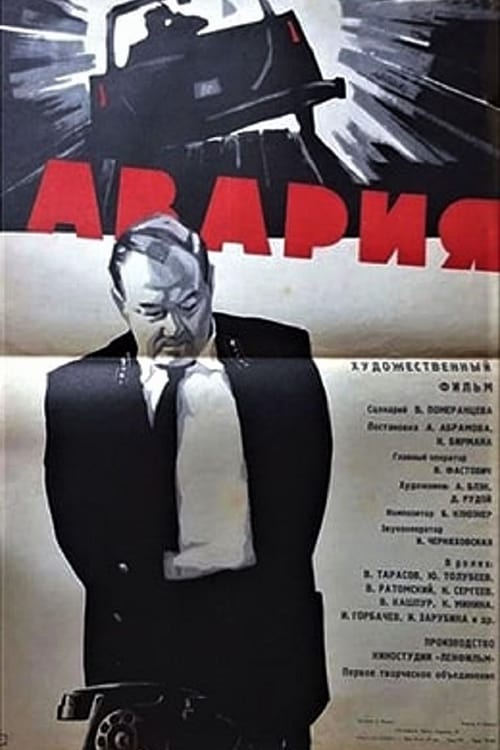 АВАРИЯ
ХУДОЖЕСТВЕННЫЙ
ФИЛЬМ
Сценарий В. ПОМЕРАНЦЕВА
Постановка А. АБРАМОВА,
Н. БИРМАНА
Главный оператор
В. ФАСТОВИЧ
Художники: А. БЛЭК,
Д. РУДОЙ
Композитор В. КЛЮЗНЕР
Звукооператор
И. ЧЕРНЯХОВСКАЯ
В ролях:
В. ТАРАСОВ, Ю. ТОЛУБЕЕВ,
В. РАТОМСКИЙ, Н. СЕРГЕЕВ,
В. КАШПУР, К. МИНИНА,
И. ГОРБАЧЕВ, И. ЗАРУБИНА и др.
ПРОИЗВОДСТВО
КИНОСТУДИИ «ЛЕНФИЛЬМ»
Первое творческое объединение